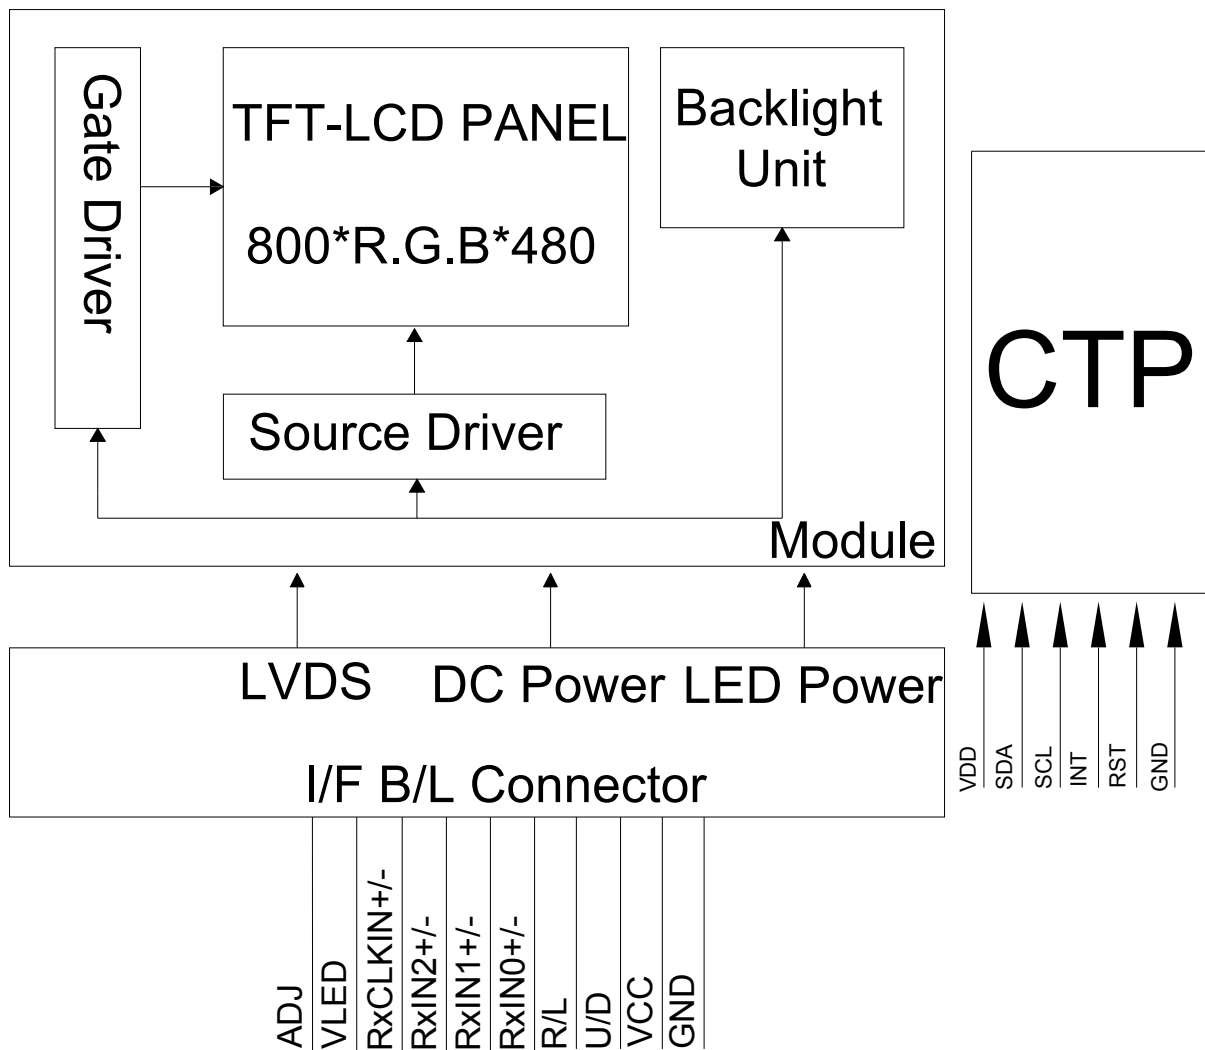 Gate Driver
TFT-LCD PANEL
800*R.G.B*480
Backlight
Unit
Source Driver
Module
CTP
LVDS
DC Power
LED Power
I/F B/L Connector
VDD
SDA
SCL
INT
RST
GND
ADJ
VLED
RxCLKIN+/-
RxIN2+/-
RxIN1+/-
RxIN0+/-
R/L
U/D
VCC
GND